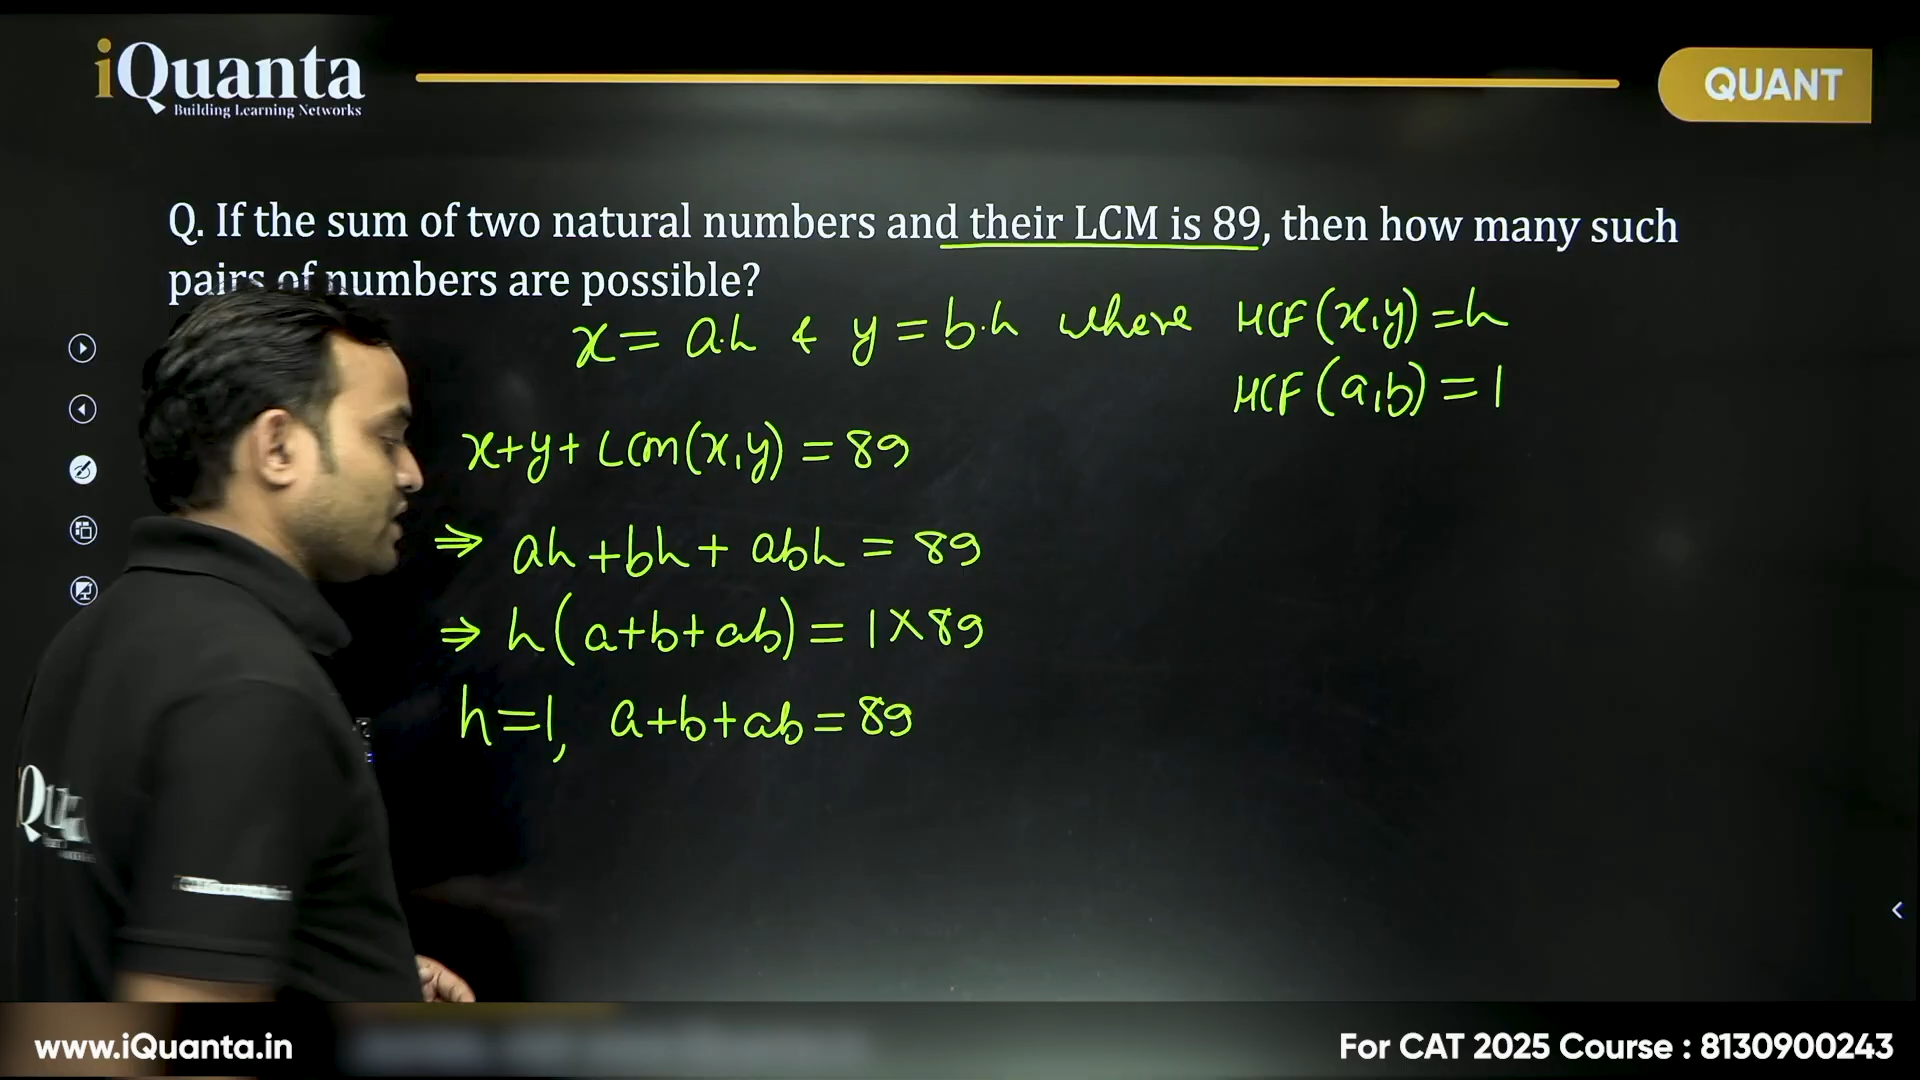 iQuanta
Building Learning Networks
QUANT
Q. If the sum of two natural numbers and their LCM is 89, then how many such
pairs of numbers are possible?
x = a.h & y = b.h where HCF(x,y) = h
HCF(a,b) = 1
x+y+ LCM(x,y) = 89
⇒ ah + bh + abh = 89
⇒ h(a+b+ab) = 1×89
h=1, a+b+ab=89
www.iQuanta.in
For CAT 2025 Course : 8130900243